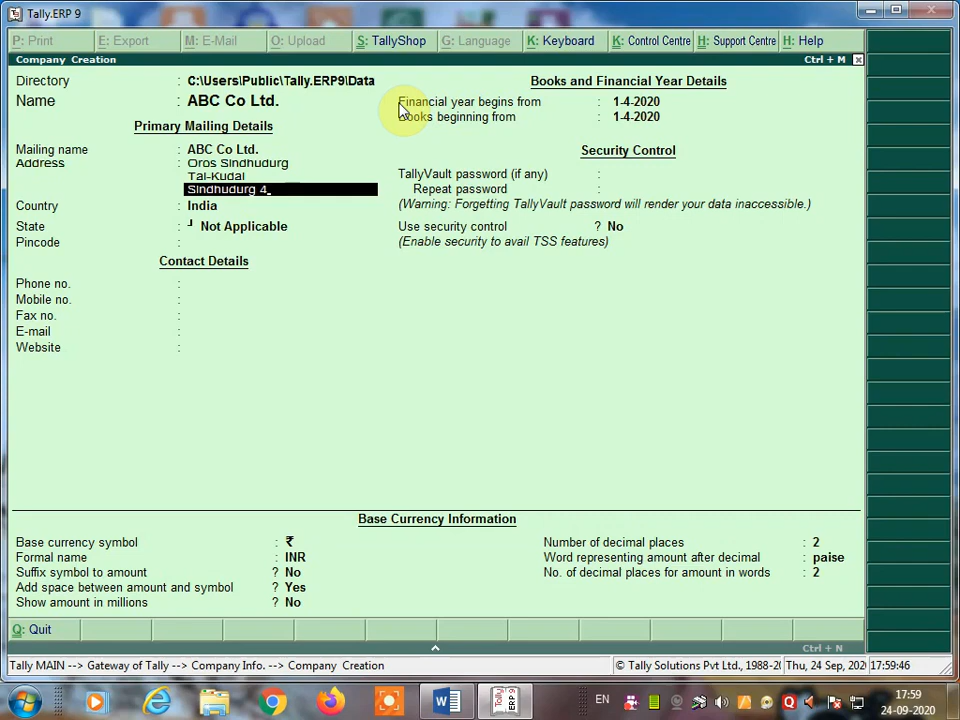 Tally.ERP 9
P: Print E: Export M: E-Mail O: Upload S: TallyShop G: Language K: Keyboard K: Control Centre H: Support Centre H: Help
Company Creation Ctrl + M
Directory : C:\Users\Public\Tally.ERP9\Data
Name : ABC Co Ltd.
Primary Mailing Details
Mailing name : ABC Co Ltd.
Address : Oros Sindhudurg
Tal-Kudal
Sindhudurg 4_
Country : India
State : ┘ Not Applicable
Pincode :
Contact Details
Phone no. :
Mobile no. :
Fax no. :
E-mail :
Website :
Books and Financial Year Details
Financial year begins from : 1-4-2020
Books beginning from : 1-4-2020
Security Control
TallyVault password (if any) :
Repeat password :
(Warning: Forgetting TallyVault password will render your data inaccessible.)
Use security control ? No
(Enable security to avail TSS features)
Base Currency Information
Base currency symbol : ₹
Formal name : INR
Suffix symbol to amount ? No
Add space between amount and symbol ? Yes
Show amount in millions ? No
Number of decimal places : 2
Word representing amount after decimal : paise
No. of decimal places for amount in words : 2
Q: Quit
Ctrl + N
Tally MAIN --> Gateway of Tally --> Company Info. --> Company Creation © Tally Solutions Pvt Ltd., 1988-20 Thu, 24 Sep, 202 17:59:46
EN 17:59
24-09-2020